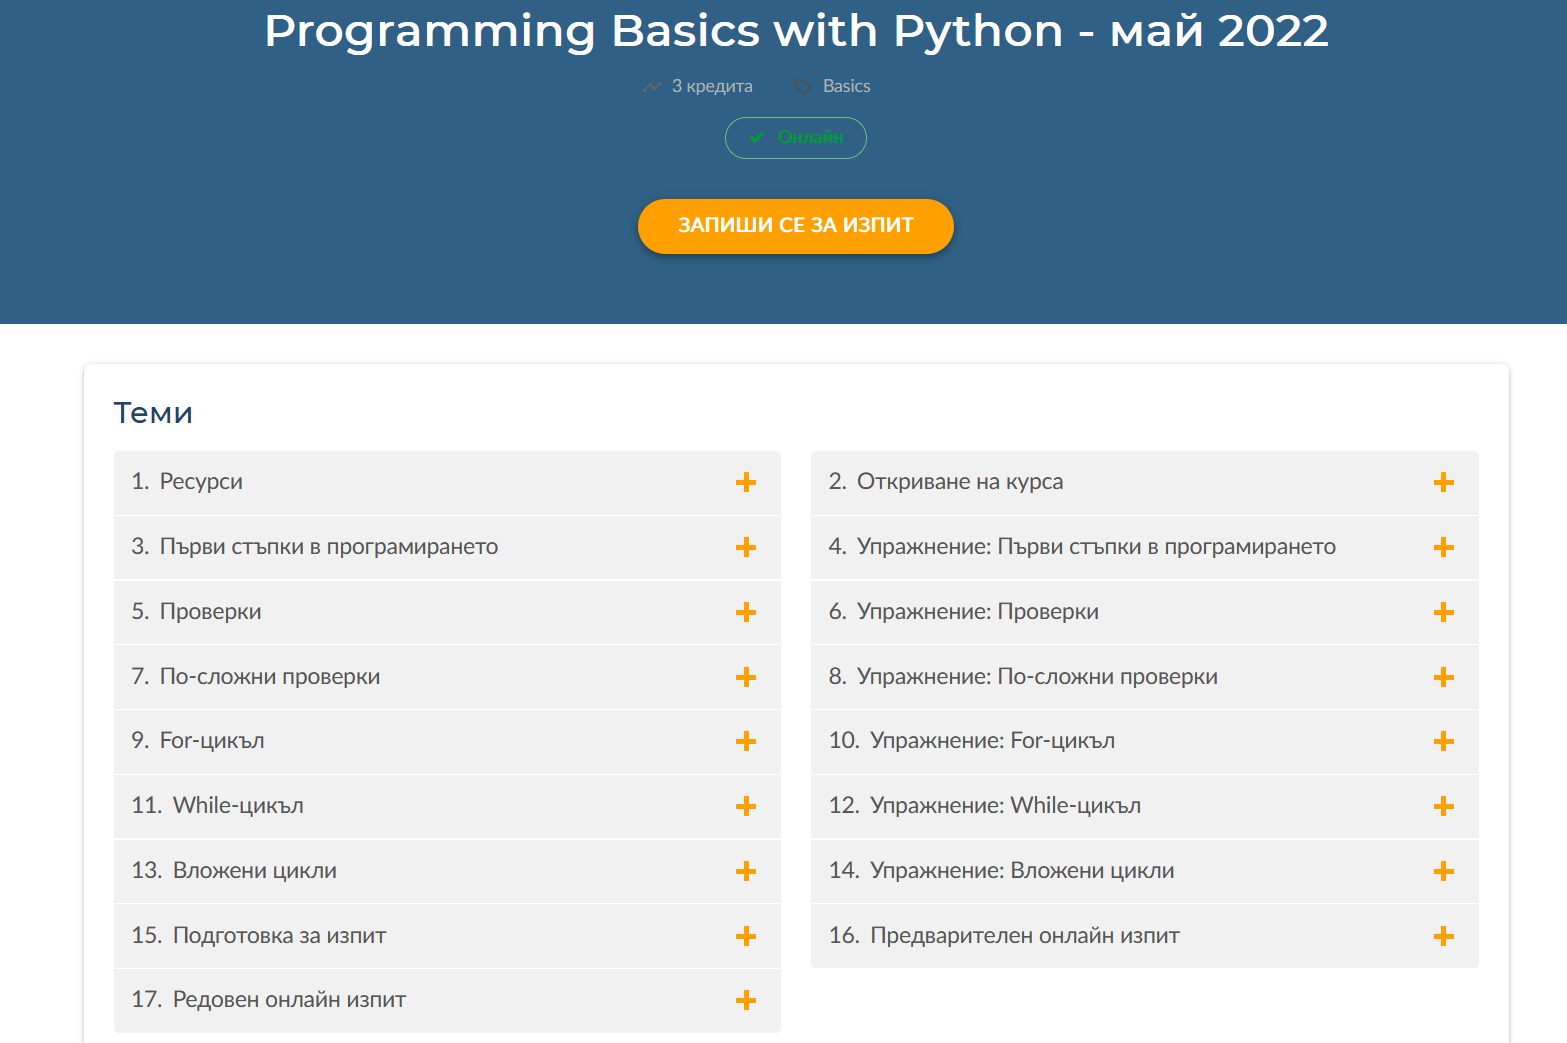 Programming Basics with Python - май 2022
3 кредита Basics
Онлайн
ЗАПИШИ СЕ ЗА ИЗПИТ
Теми
1. Ресурси
2. Откриване на курса
3. Първи стъпки в програмирането
4. Упражнение: Първи стъпки в програмирането
5. Проверки
6. Упражнение: Проверки
7. По-сложни проверки
8. Упражнение: По-сложни проверки
9. For-цикъл
10. Упражнение: For-цикъл
11. While-цикъл
12. Упражнение: While-цикъл
13. Вложени цикли
14. Упражнение: Вложени цикли
15. Подготовка за изпит
16. Предварителен онлайн изпит
17. Редовен онлайн изпит